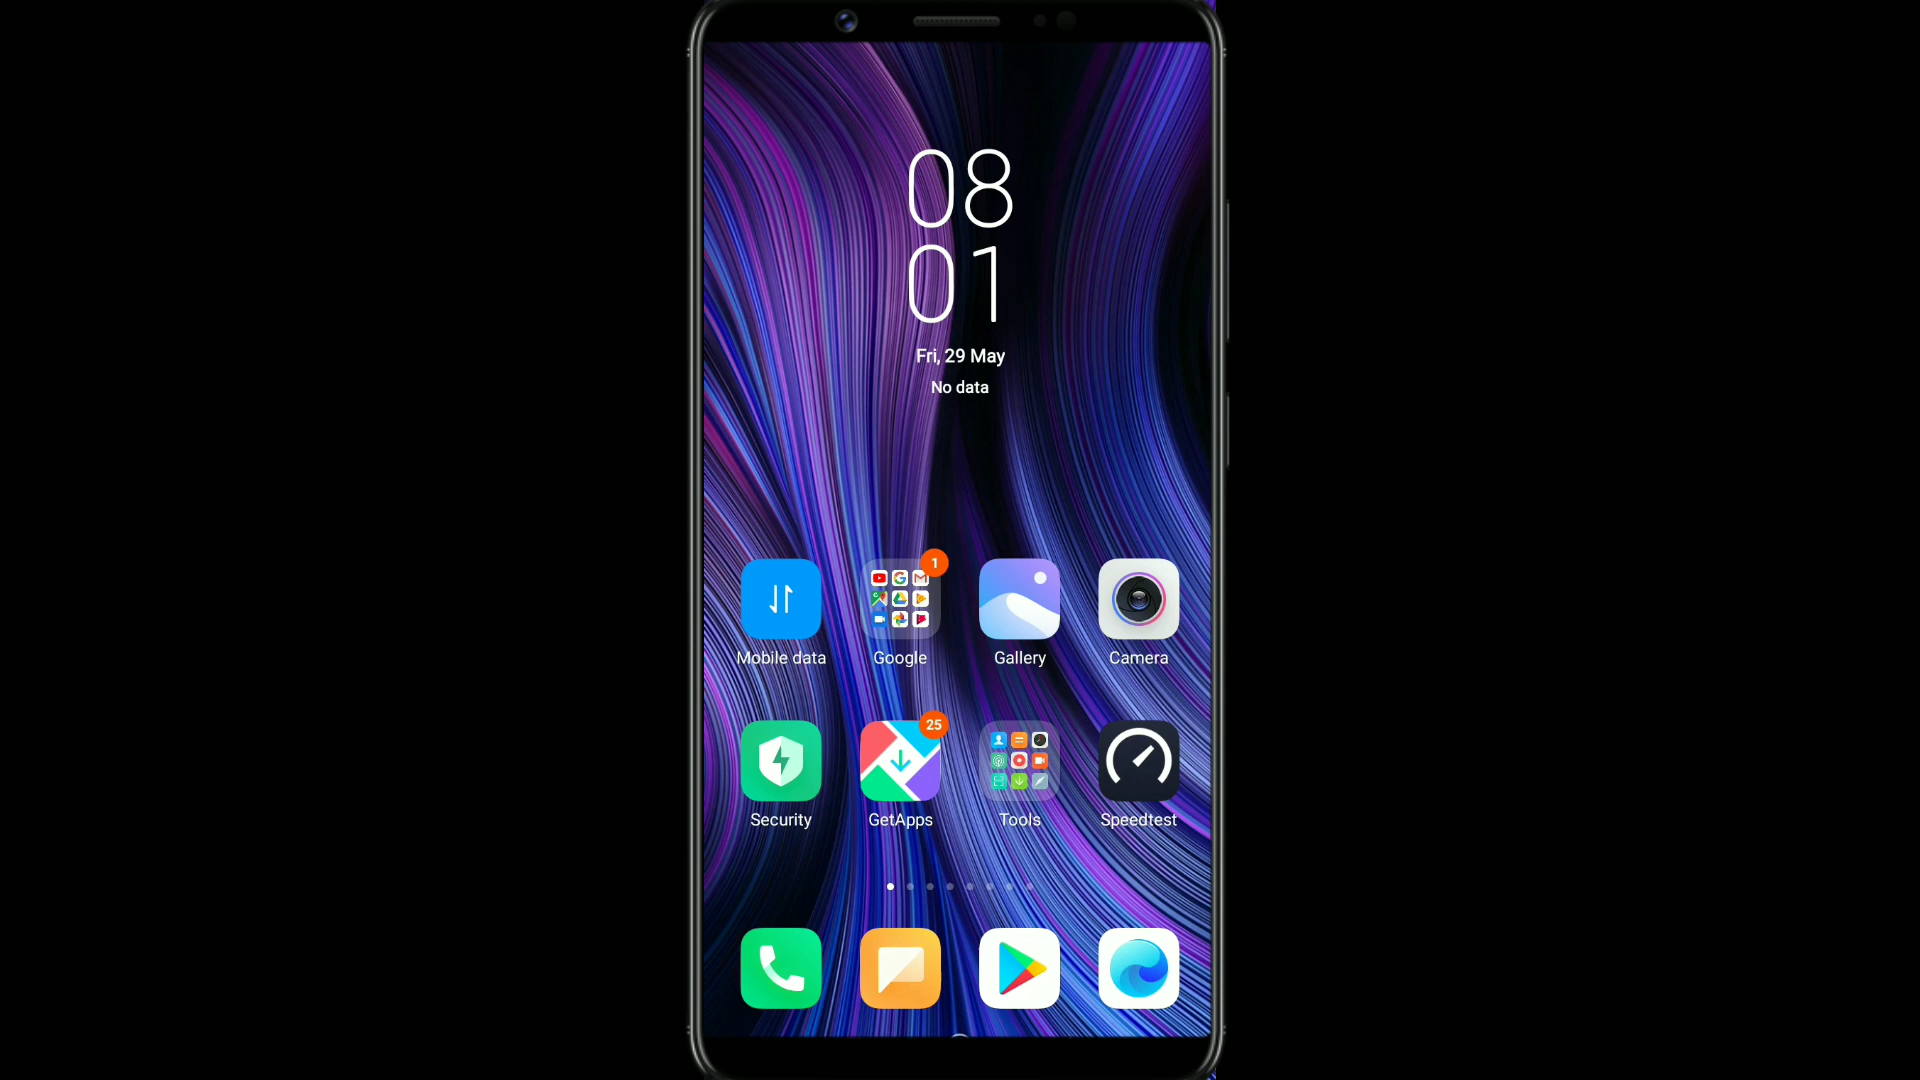 08
01
Fri, 29 May
No data
1
Mobile data
Google
Gallery
Camera
25
Security
GetApps
Tools
Speedtest